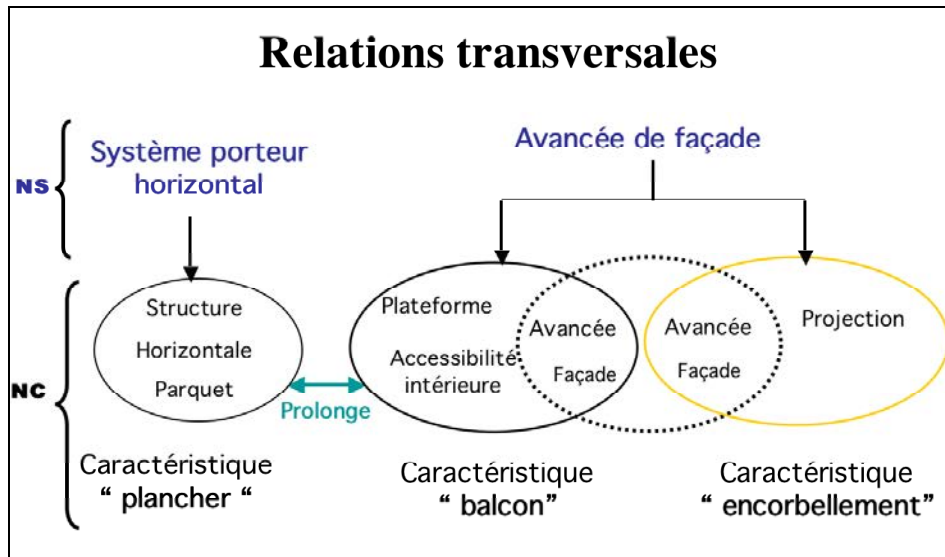 Relations transversales
NS
Système porteur
horizontal
Avancée de façade
NC
Structure
Horizontale
Parquet
Prolonge
Plateforme
Accessibilité
intérieure
Avancée
Façade
Avancée
Façade
Projection
Caractéristique
“ plancher “
Caractéristique
“ balcon”
Caractéristique
“ encorbellement”